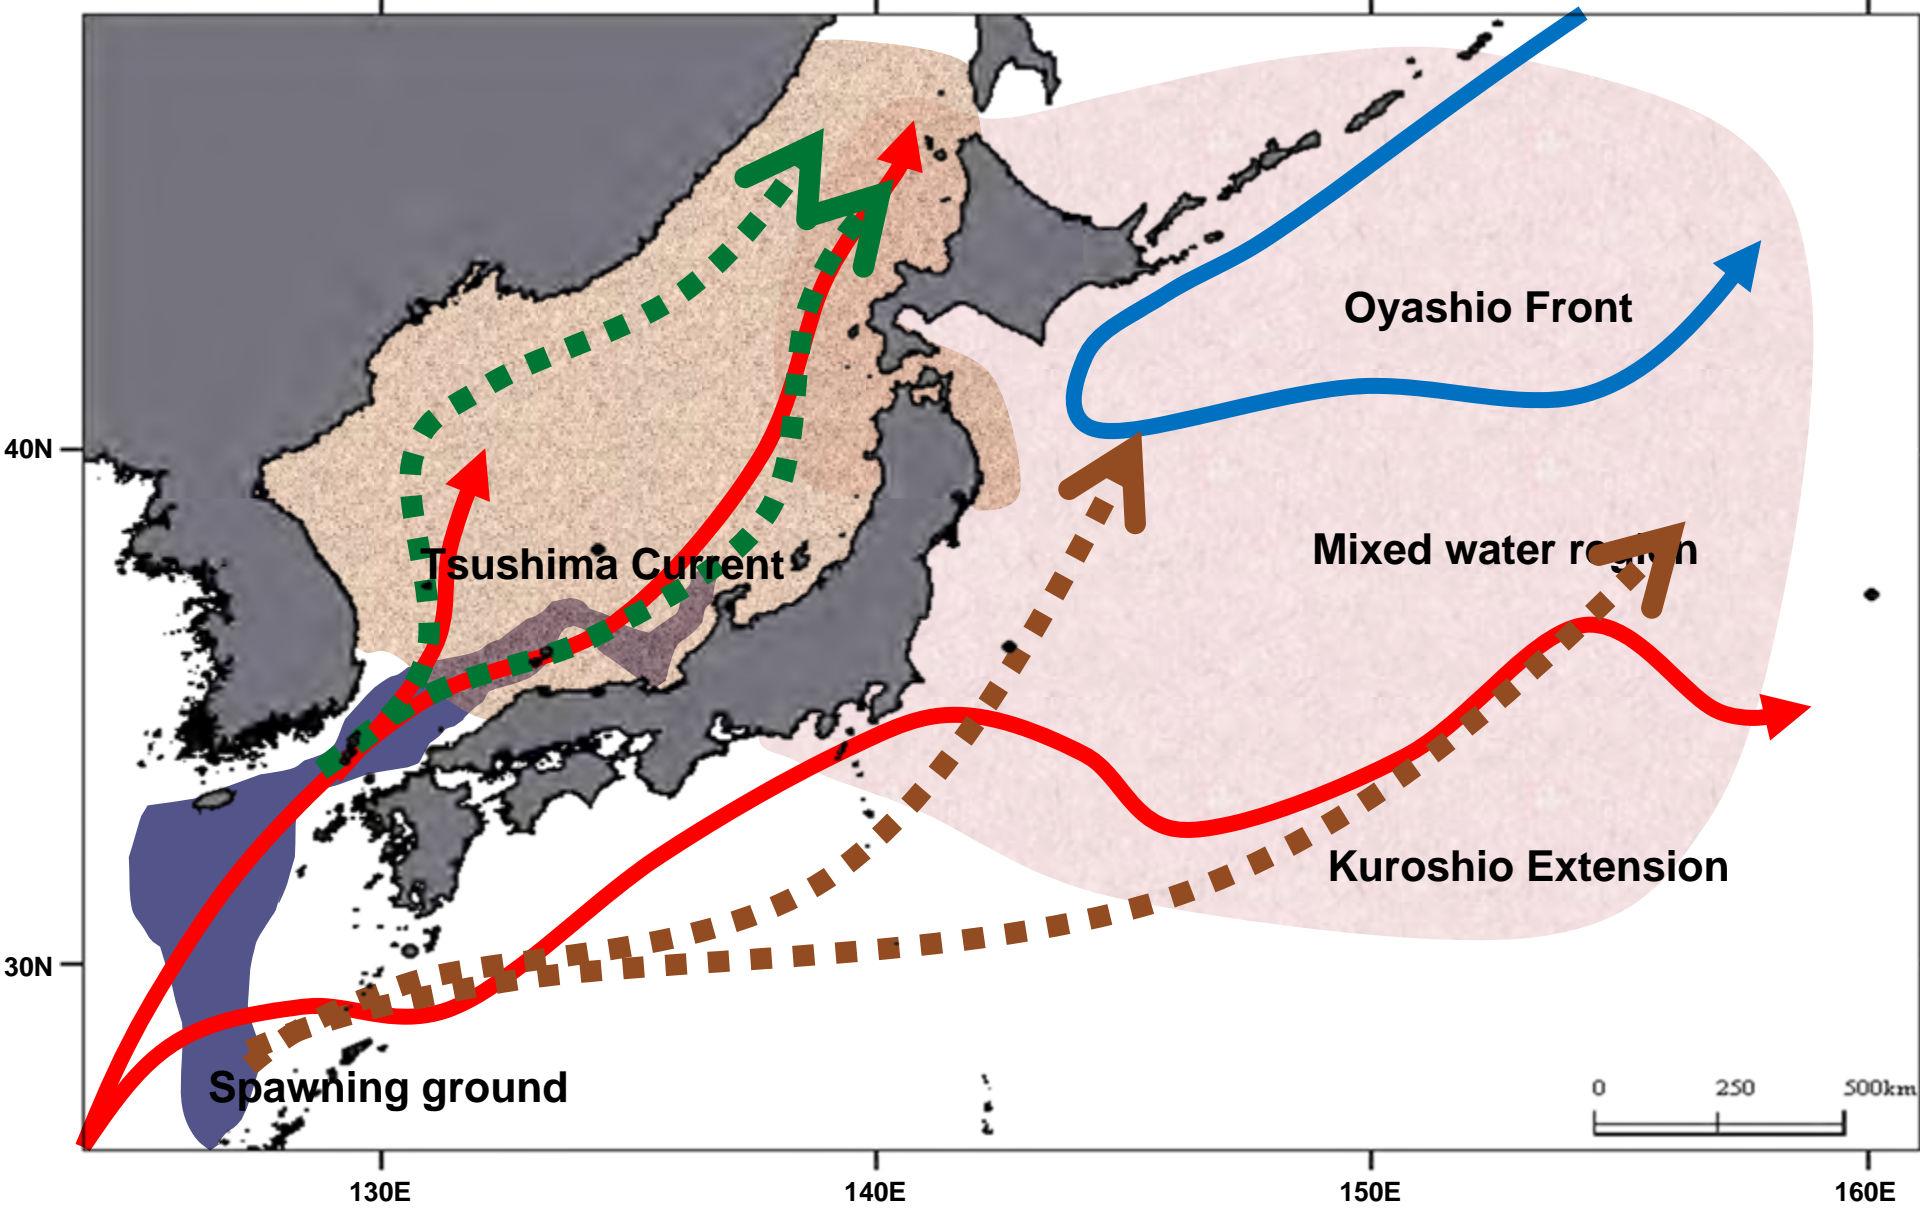 Oyashio Front
40N
Mixed water region
Tsushima Current
Kuroshio Extension
30N
Spawning ground
0 250 500km
130E 140E 150E 160E